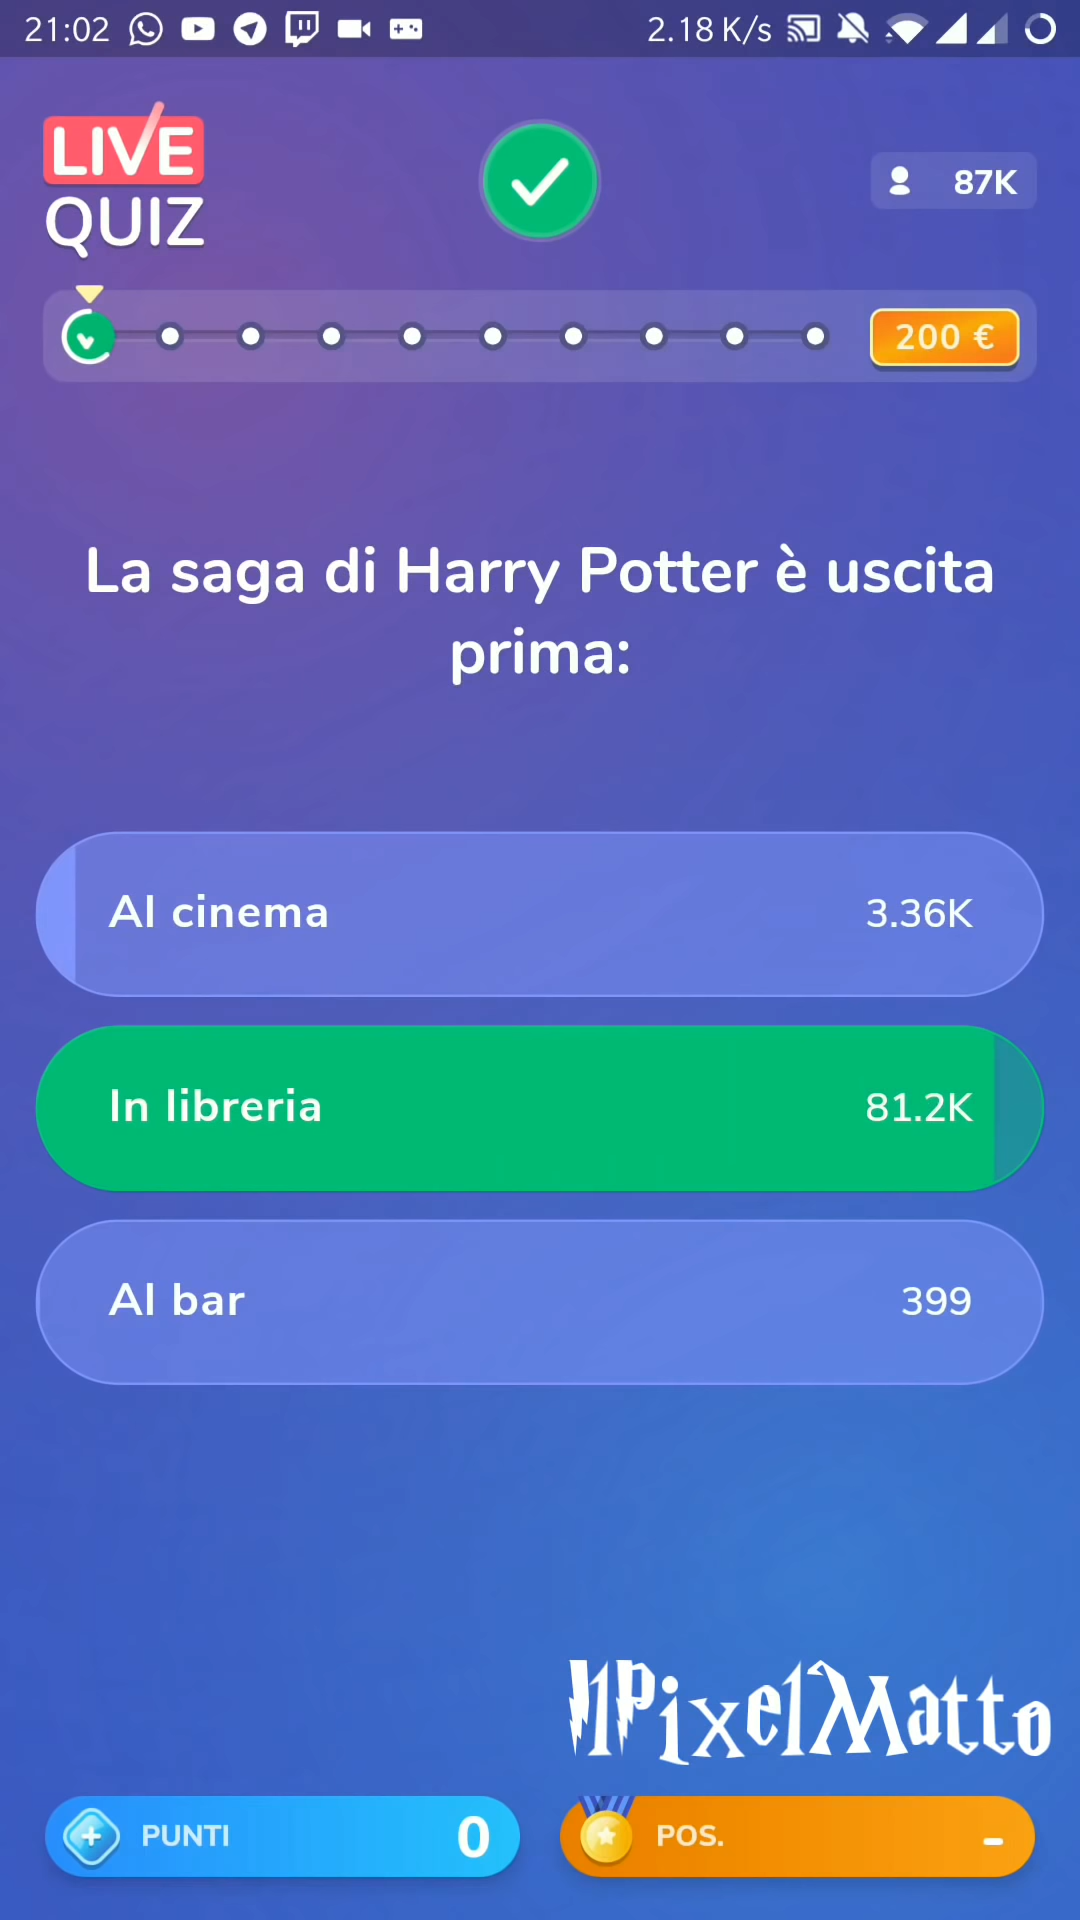 21:02
2.18 K/s
LIVE
QUIZ
87K
200 €
La saga di Harry Potter è uscita
prima:
Al cinema
3.36K
In libreria
81.2K
Al bar
399
IlPixelMatto
PUNTI
0
POS.
-